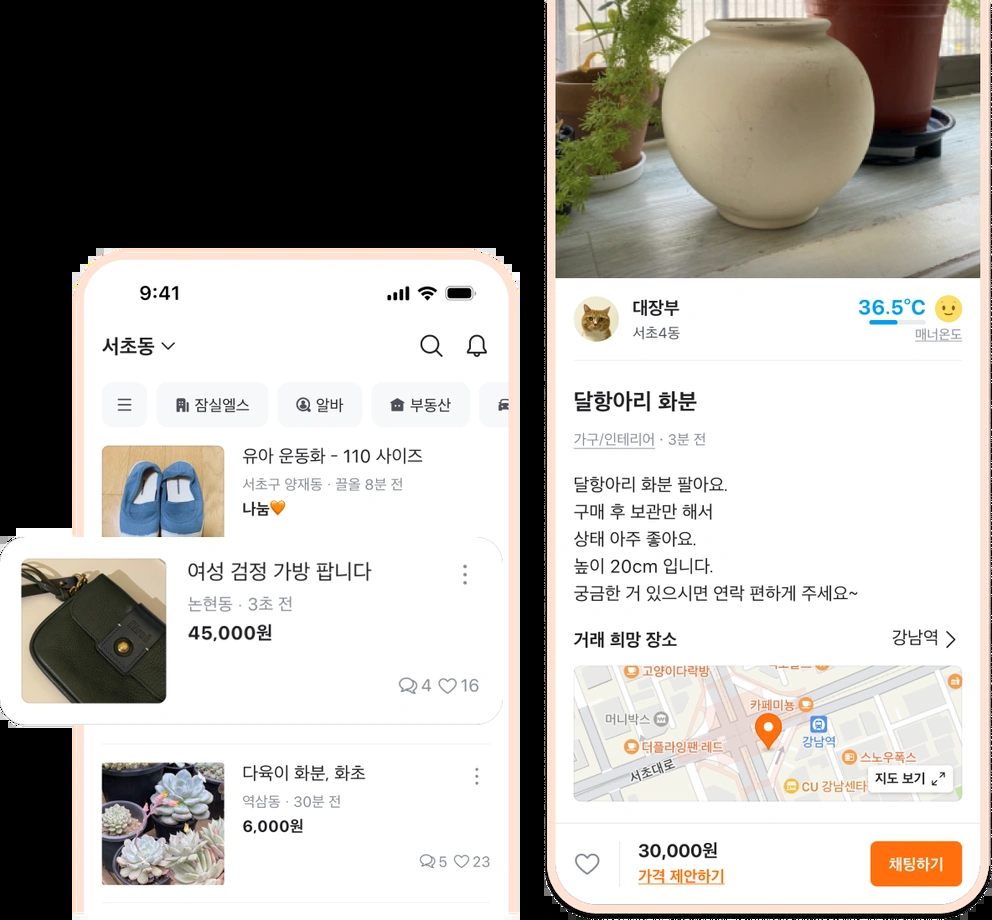 9:41
서초동
잠실엘스
알바
부동산
유아 운동화 - 110 사이즈
서초구 양재동 · 끌올 8분 전
나눔🧡
여성 검정 가방 팝니다
논현동 · 3초 전
45,000원
4 16
다육이 화분, 화초
역삼동 · 30분 전
6,000원
5 23
대장부
서초4동
36.5°C
매너온도
달항아리 화분
가구/인테리어 · 3분 전
달항아리 화분 팔아요.
구매 후 보관만 해서
상태 아주 좋아요.
높이 20cm 입니다.
궁금한 거 있으시면 연락 편하게 주세요~
거래 희망 장소
강남역
고양이다락방
카페미뇽
머니박스
강남역
더플라잉팬 레드
스노우폭스
서초대로
CU 강남센타
지도 보기
30,000원
가격 제안하기
채팅하기